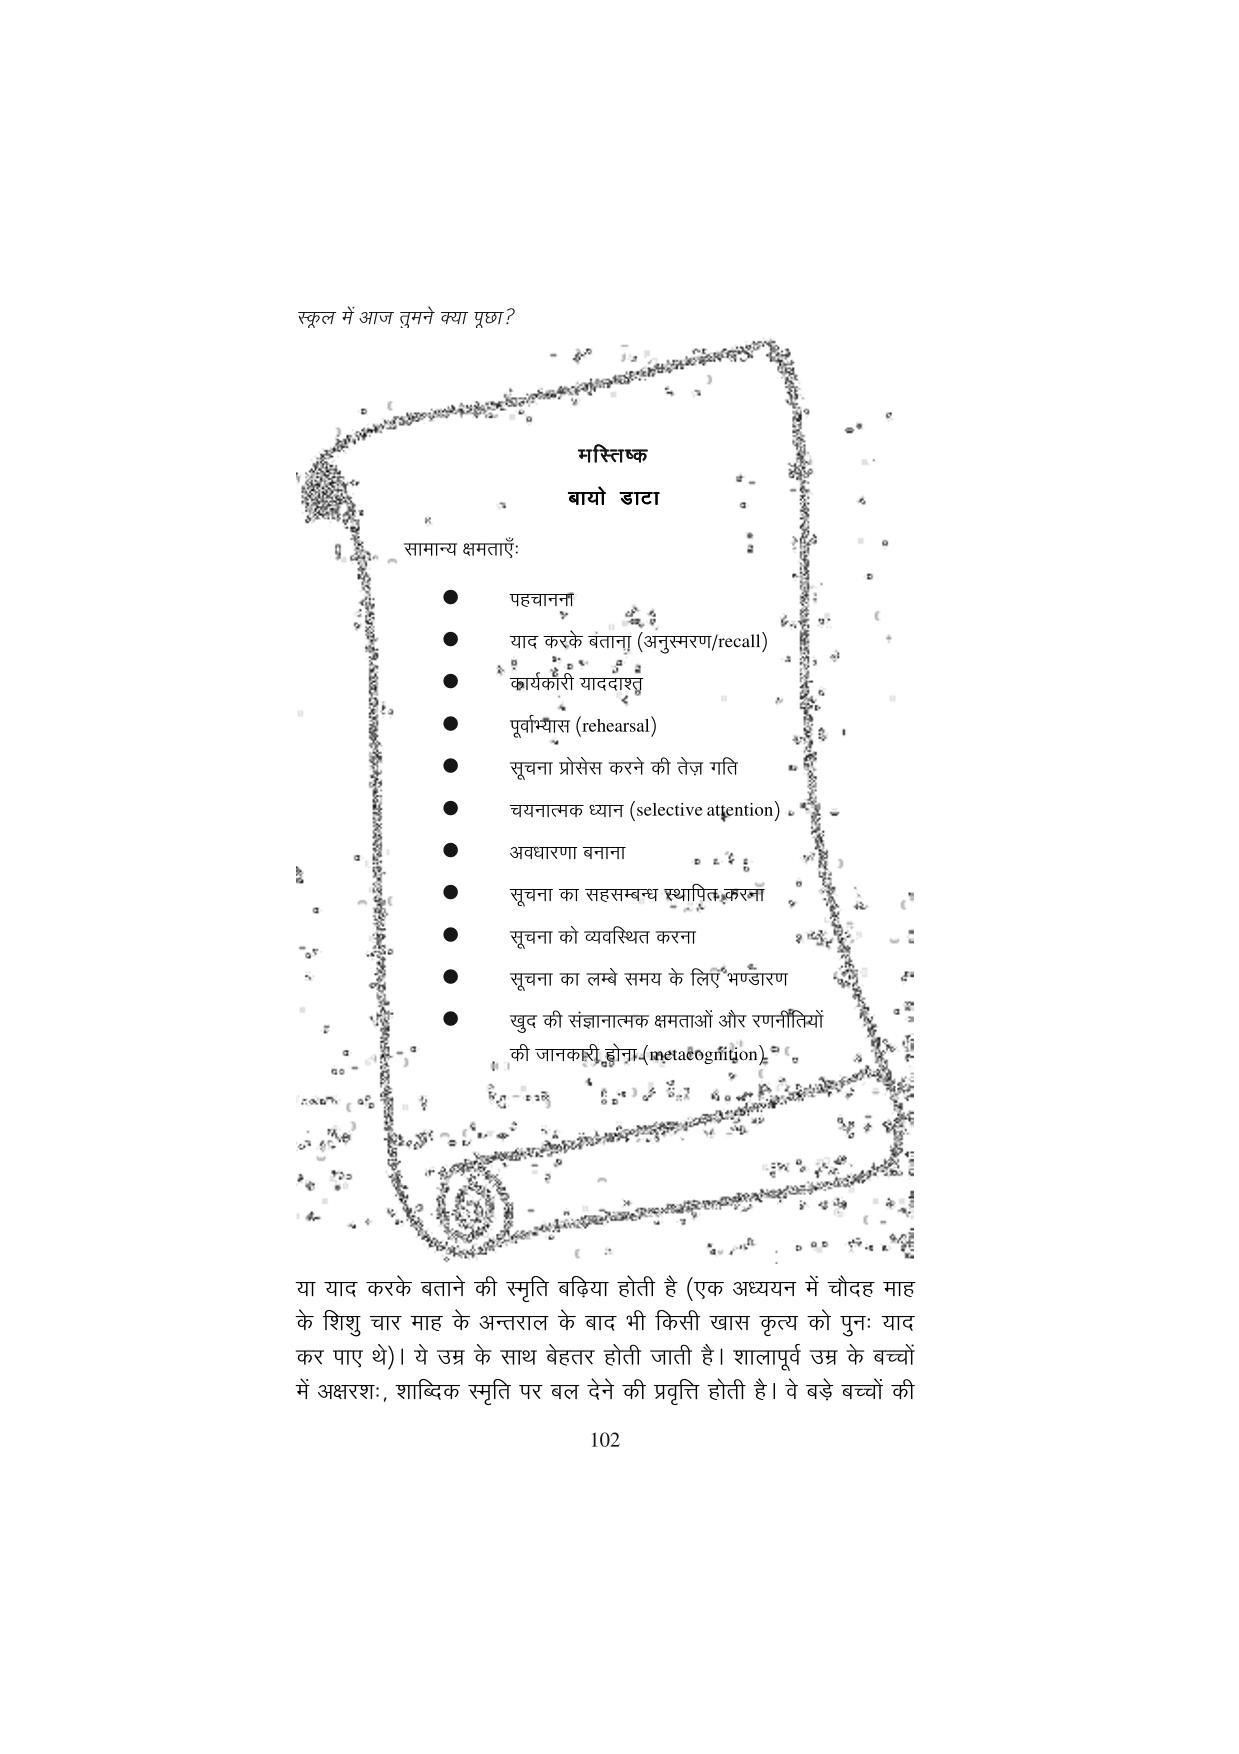 स्कूल में आज तुमने क्या पूछा?
मस्तिष्क
बायो डाटा
सामान्य क्षमताएँः
● पहचानना
● याद करके बताना (अनुस्मरण/recall)
● कार्यकारी याददाश्त
● पूर्वाभ्यास (rehearsal)
● सूचना प्रोसेस करने की तेज़ गति
● चयनात्मक ध्यान (selective attention)
● अवधारणा बनाना
● सूचना का सहसम्बन्ध स्थापित करना
● सूचना को व्यवस्थित करना
● सूचना का लम्बे समय के लिए भण्डारण
● खुद की संज्ञानात्मक क्षमताओं और रणनीतियों
की जानकारी होना (metacognition)
या याद करके बताने की स्मृति बढ़िया होती है (एक अध्ययन में चौदह माह
के शिशु चार माह के अन्तराल के बाद भी किसी खास कृत्य को पुनः याद
कर पाए थे)। ये उम्र के साथ बेहतर होती जाती है। शालापूर्व उम्र के बच्चों
में अक्षरशः, शाब्दिक स्मृति पर बल देने की प्रवृत्ति होती है। वे बड़े बच्चों की
102